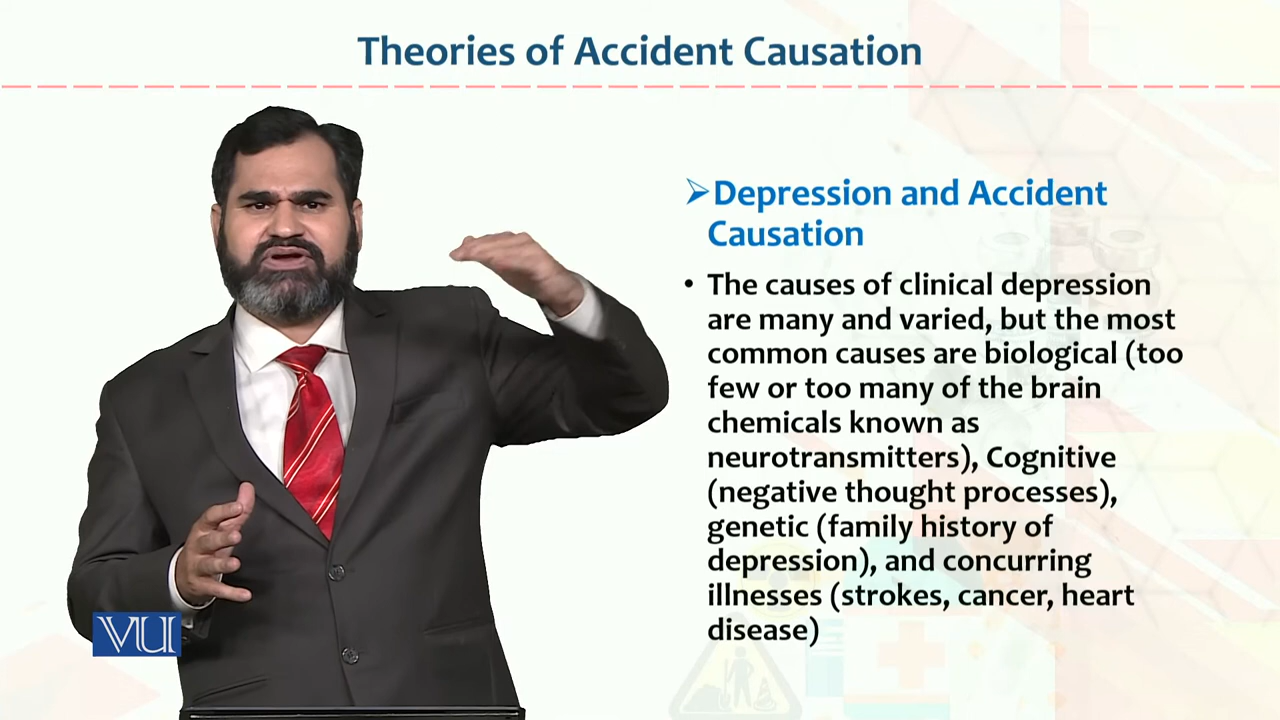 Theories of Accident Causation
➢Depression and Accident
Causation
• The causes of clinical depression
are many and varied, but the most
common causes are biological (too
few or too many of the brain
chemicals known as
neurotransmitters), Cognitive
(negative thought processes),
genetic (family history of
depression), and concurring
illnesses (strokes, cancer, heart
disease)
VU